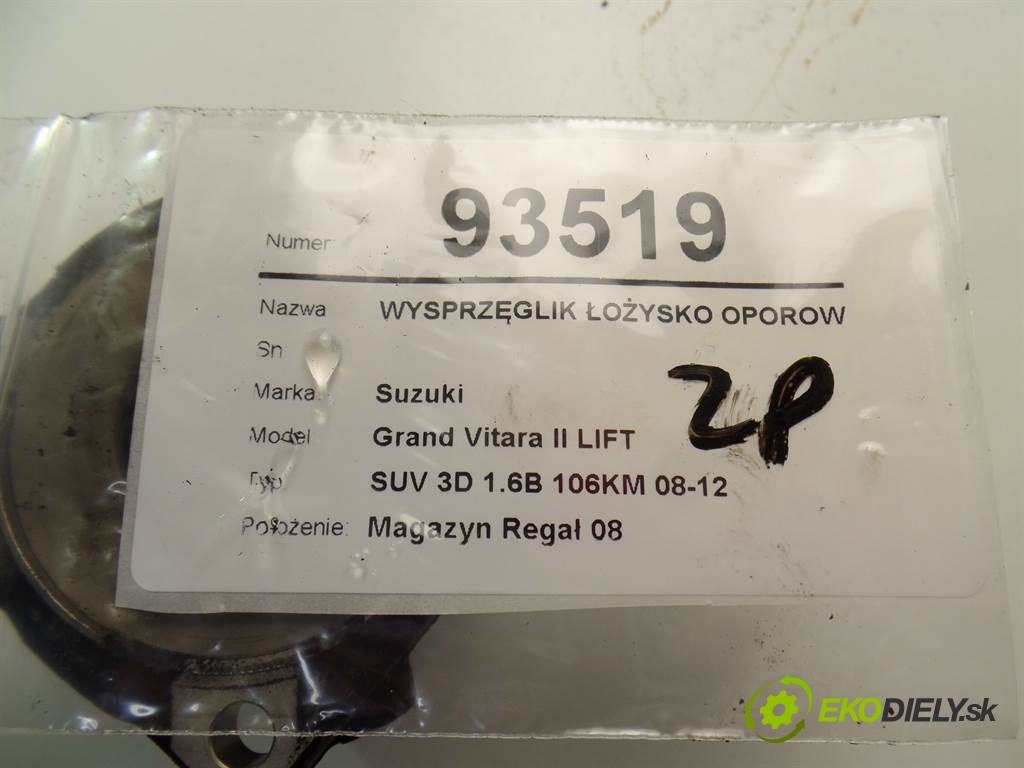 Numer: 93519
Nazwa WYSPRZĘGLIK ŁOŻYSKO OPOROW
Sn
Marka: Suzuki
Model Grand Vitara II LIFT
Typ SUV 3D 1.6B 106KM 08-12
Położenie: Magazyn Regał 08
ZP
EKODIELY.sk